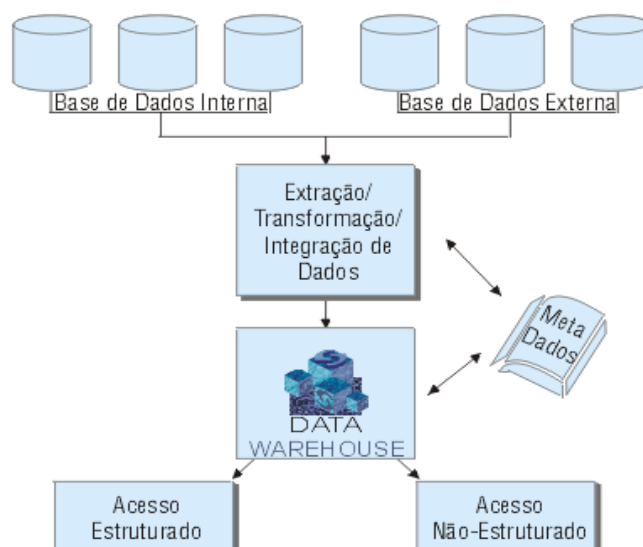 Base de Dados Interna
Base de Dados Externa
Extração/
Transformação/
Integração de
Dados
Meta
Dados
DATA
WAREHOUSE
Acesso
Estruturado
Acesso
Não-Estruturado